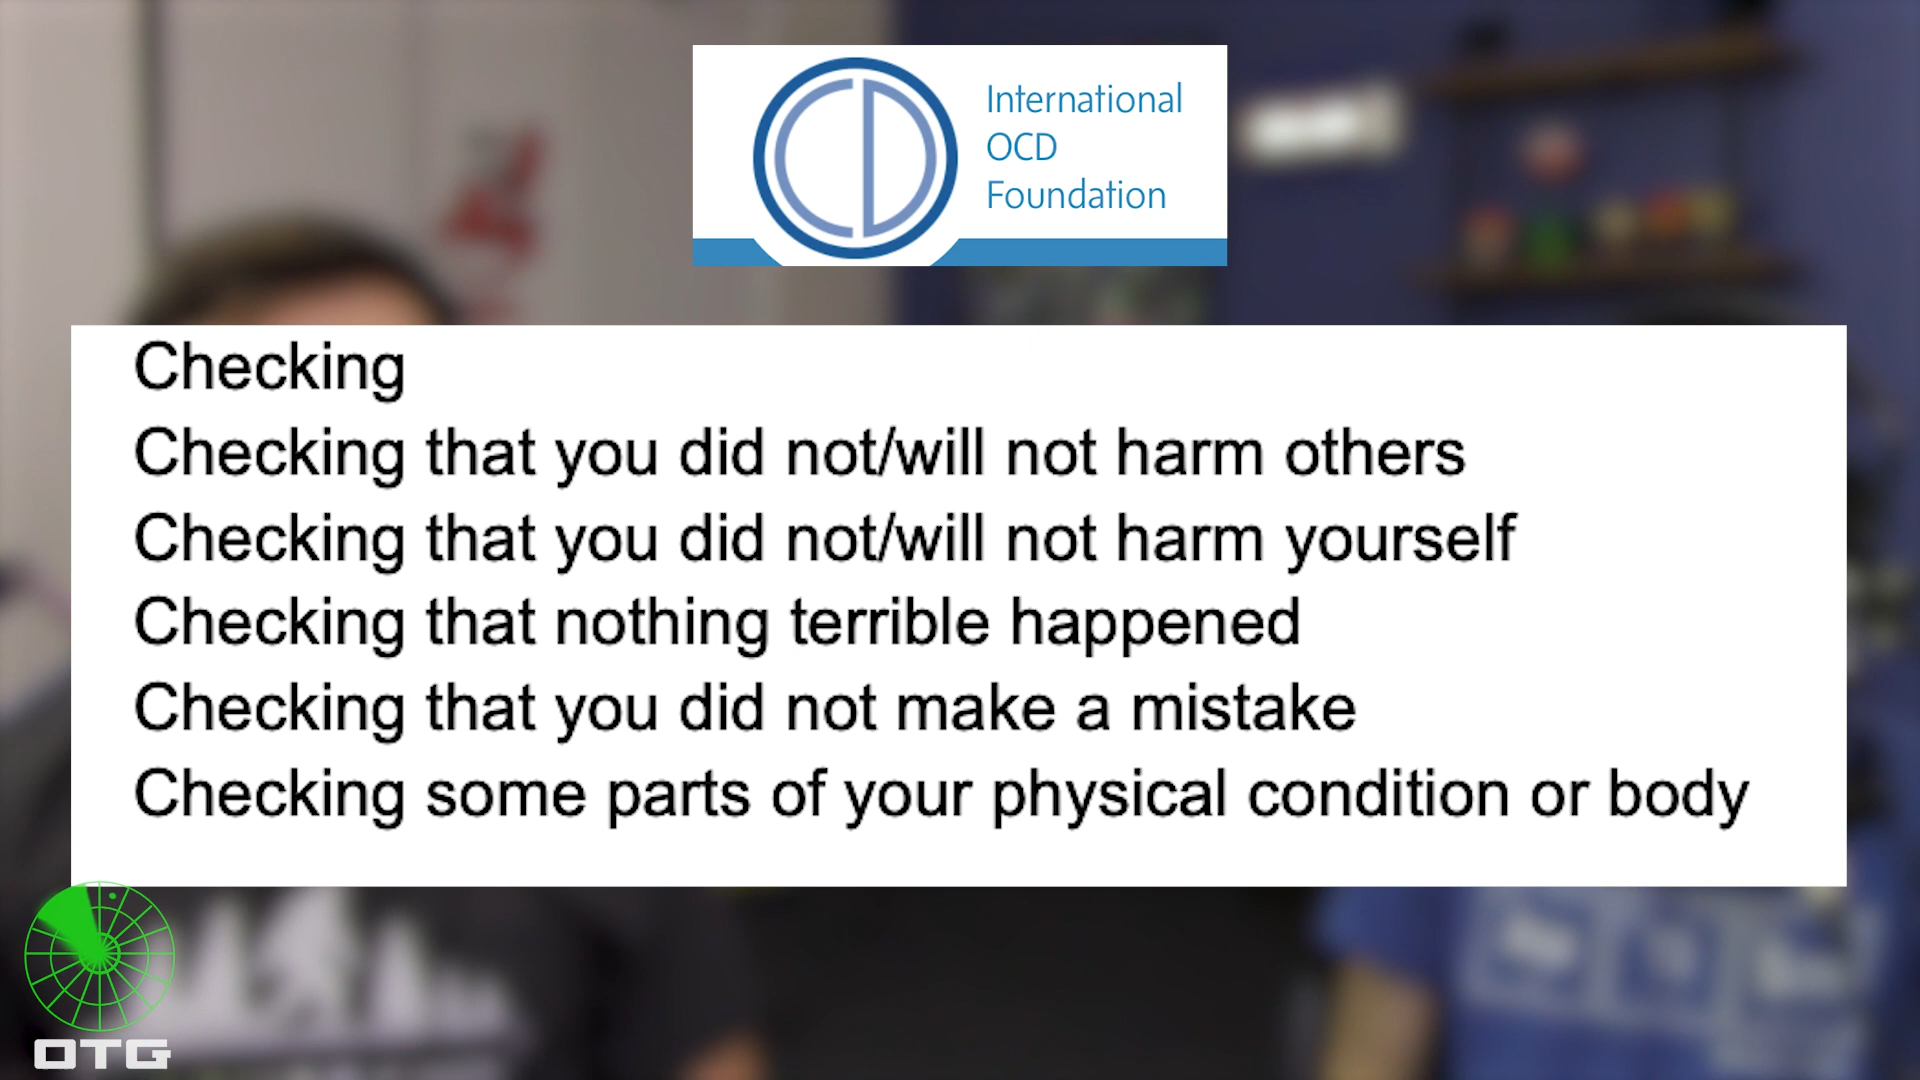 International
OCD
Foundation
Checking
Checking that you did not/will not harm others
Checking that you did not/will not harm yourself
Checking that nothing terrible happened
Checking that you did not make a mistake
Checking some parts of your physical condition or body
OTG